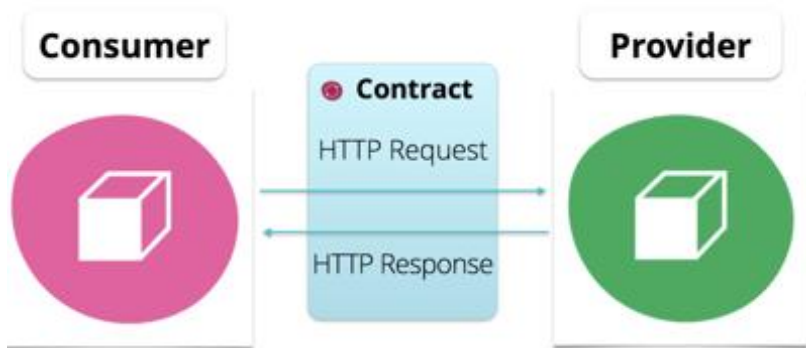 Consumer
Provider
Contract
HTTP Request
HTTP Response